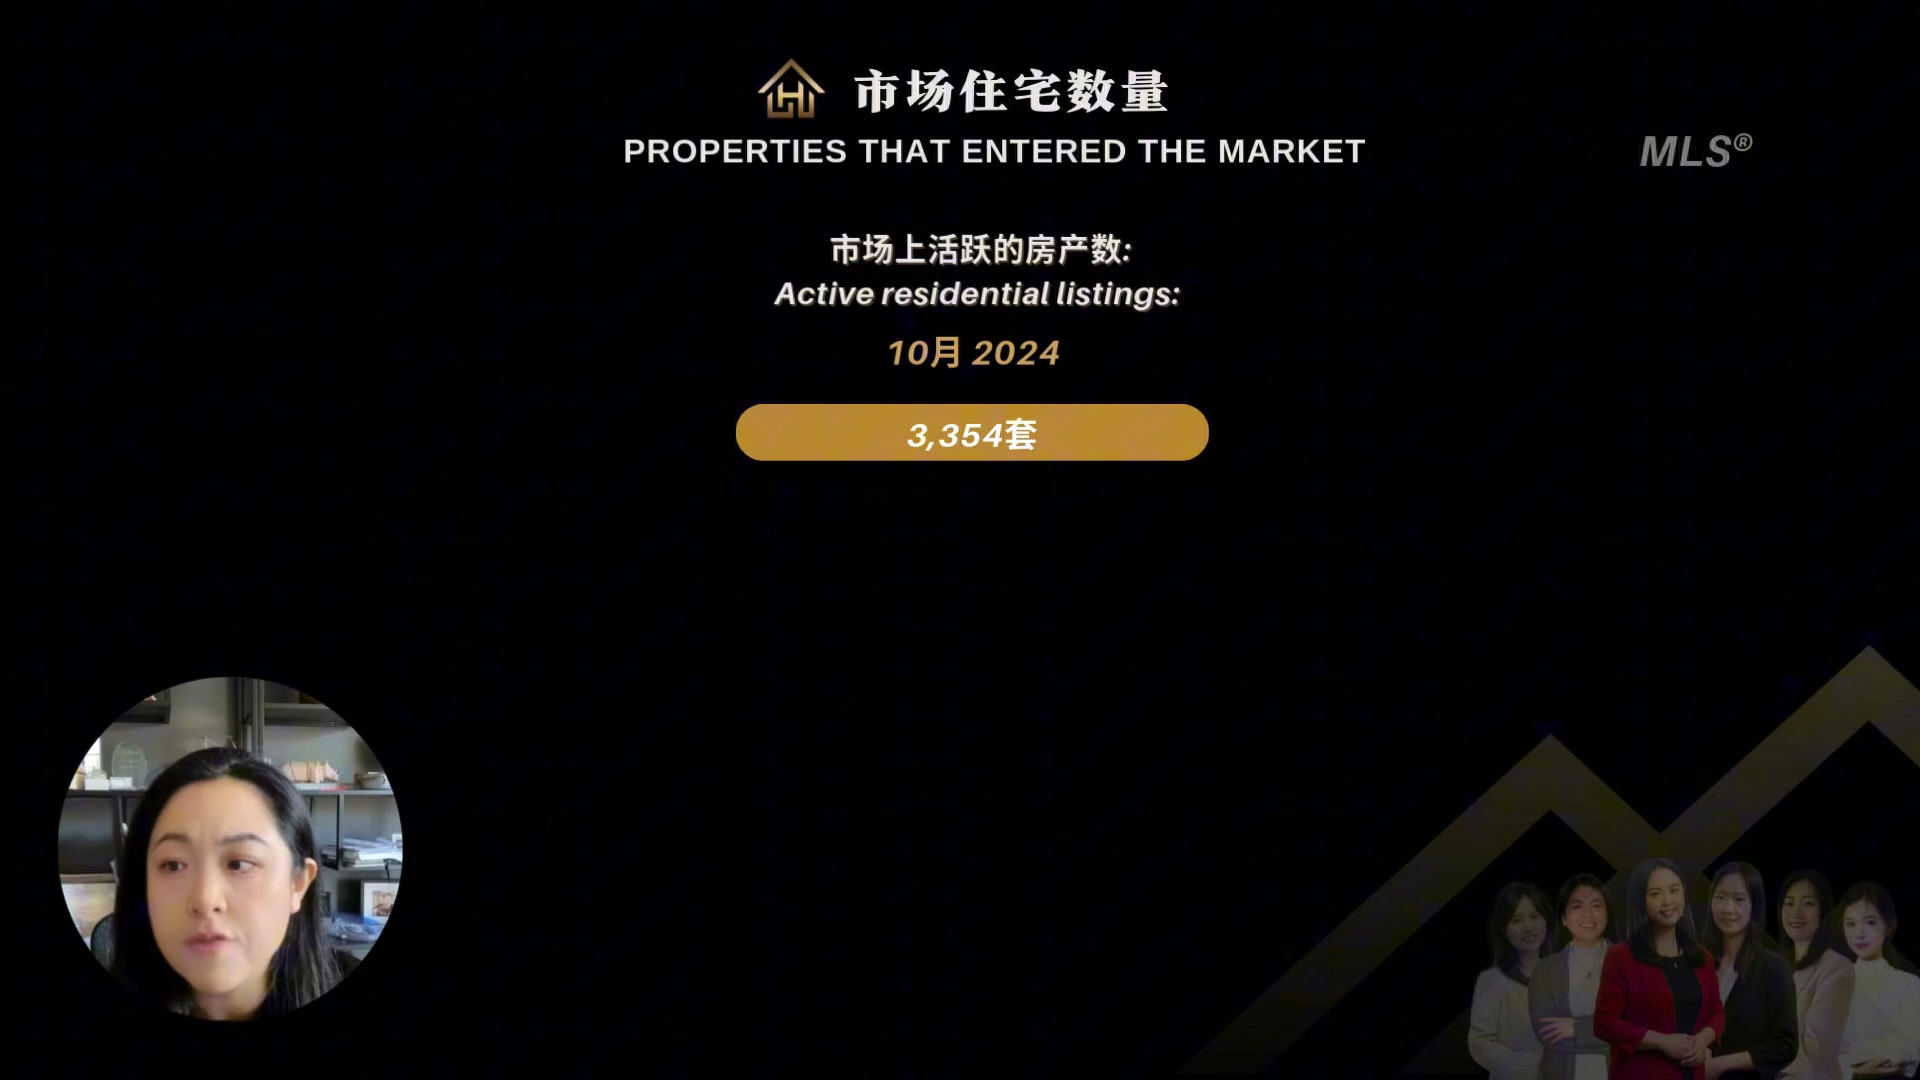 市场住宅数量
PROPERTIES THAT ENTERED THE MARKET
MLS®
市场上活跃的房产数:
Active residential listings:
10月 2024
3,354套